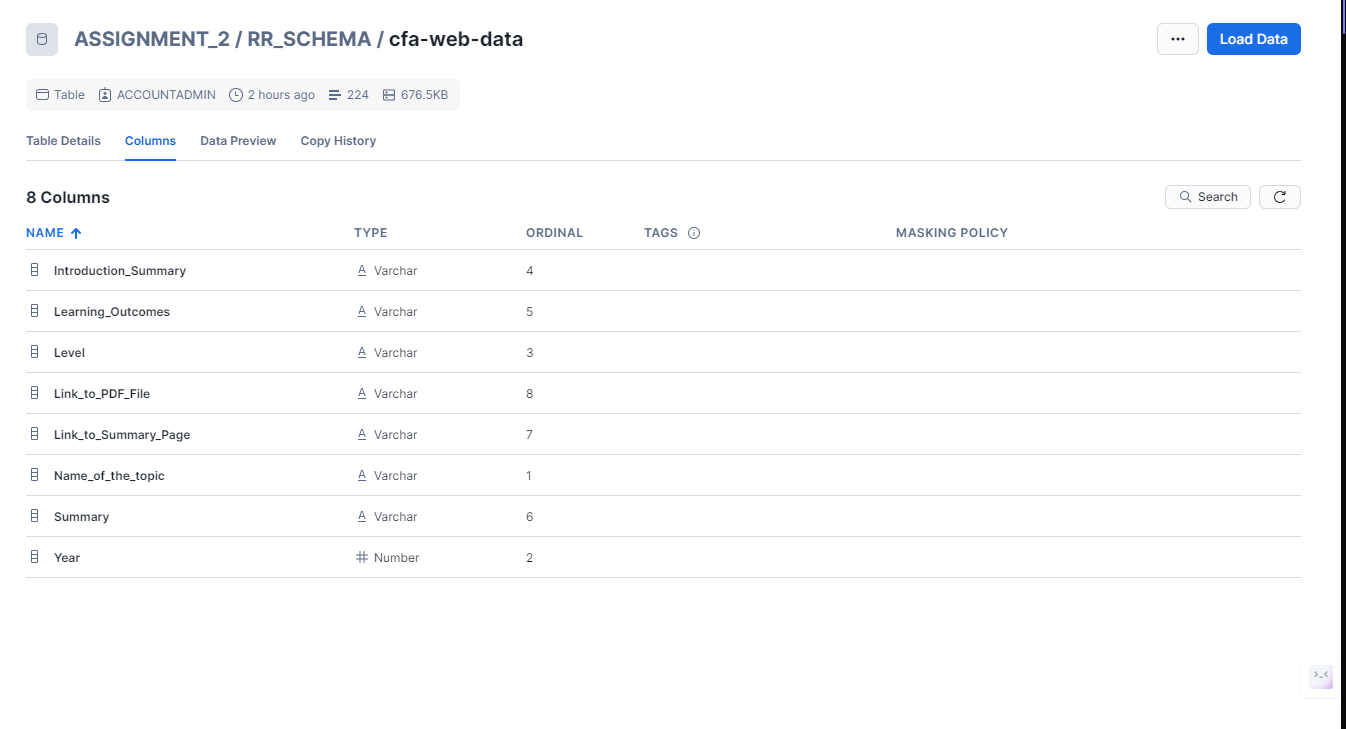 ASSIGNMENT_2 / RR_SCHEMA / cfa-web-data
... Load Data
Table ACCOUNTADMIN 2 hours ago 224 676.5KB
Table Details Columns Data Preview Copy History
8 Columns
Search
NAME TYPE ORDINAL TAGS MASKING POLICY
Introduction_Summary A Varchar 4
Learning_Outcomes A Varchar 5
Level A Varchar 3
Link_to_PDF_File A Varchar 8
Link_to_Summary_Page A Varchar 7
Name_of_the_topic A Varchar 1
Summary A Varchar 6
Year # Number 2